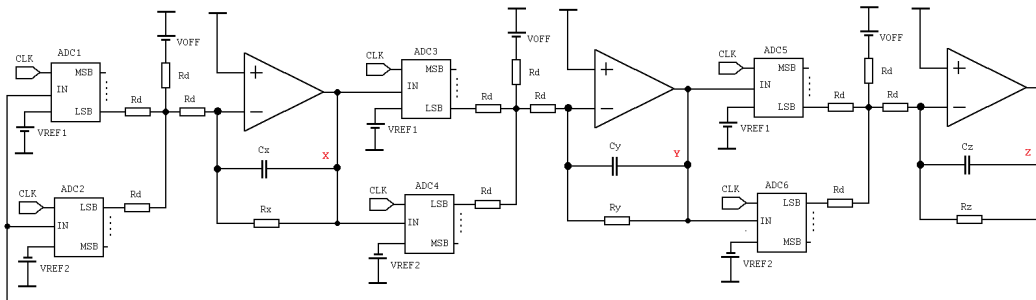 ADC1
CLK
MSB
IN
LSB
VREF1
Rd
Rd
Rd
VOFF
Cx
X
Rx
ADC2
CLK
LSB
IN
MSB
VREF2
Rd
ADC3
CLK
MSB
IN
LSB
VREF1
Rd
Rd
Rd
VOFF
Cy
Y
Ry
ADC4
CLK
LSB
IN
MSB
VREF2
Rd
ADC5
CLK
MSB
IN
LSB
VREF1
Rd
Rd
Rd
VOFF
Cz
Z
Rz
ADC6
CLK
LSB
IN
MSB
VREF2
Rd